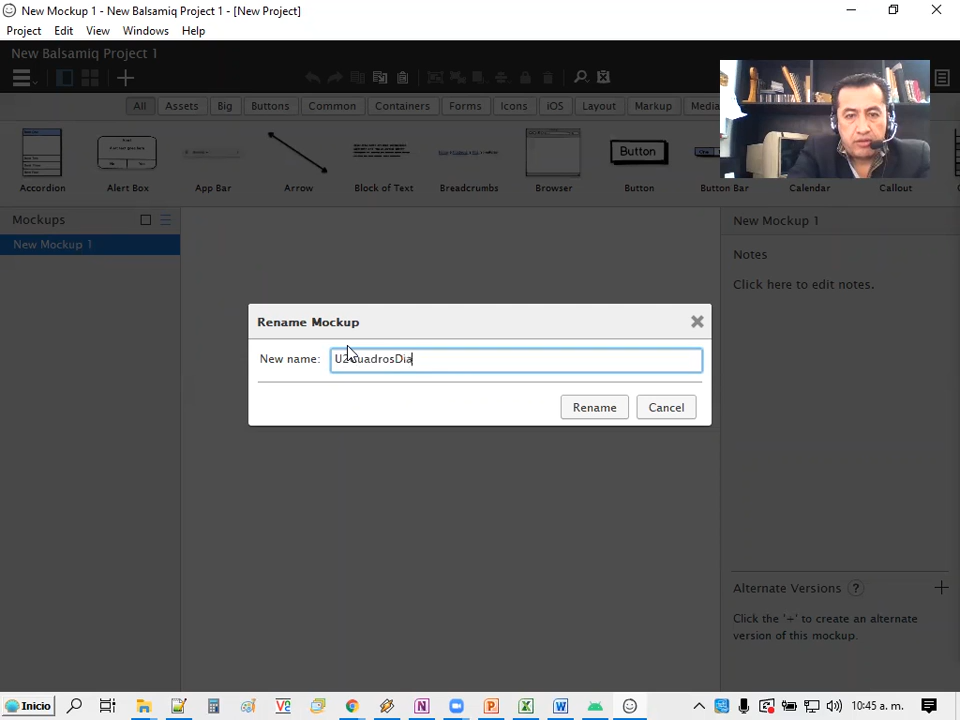 New Mockup 1 - New Balsamiq Project 1 - [New Project]
Project Edit View Windows Help
New Balsamiq Project 1
All Assets Big Buttons Common Containers Forms Icons iOS Layout Markup Media
Button
Accordion Alert Box App Bar Arrow Block of Text Breadcrumbs Browser Button Button Bar Calendar Callout
Mockups
New Mockup 1
New Mockup 1
Notes
Click here to edit notes.
Rename Mockup
New name: U2CuadrosDia
Rename Cancel
Alternate Versions ?
Click the '+' to create an alternate
version of this mockup.
Inicio
10:45 a. m.